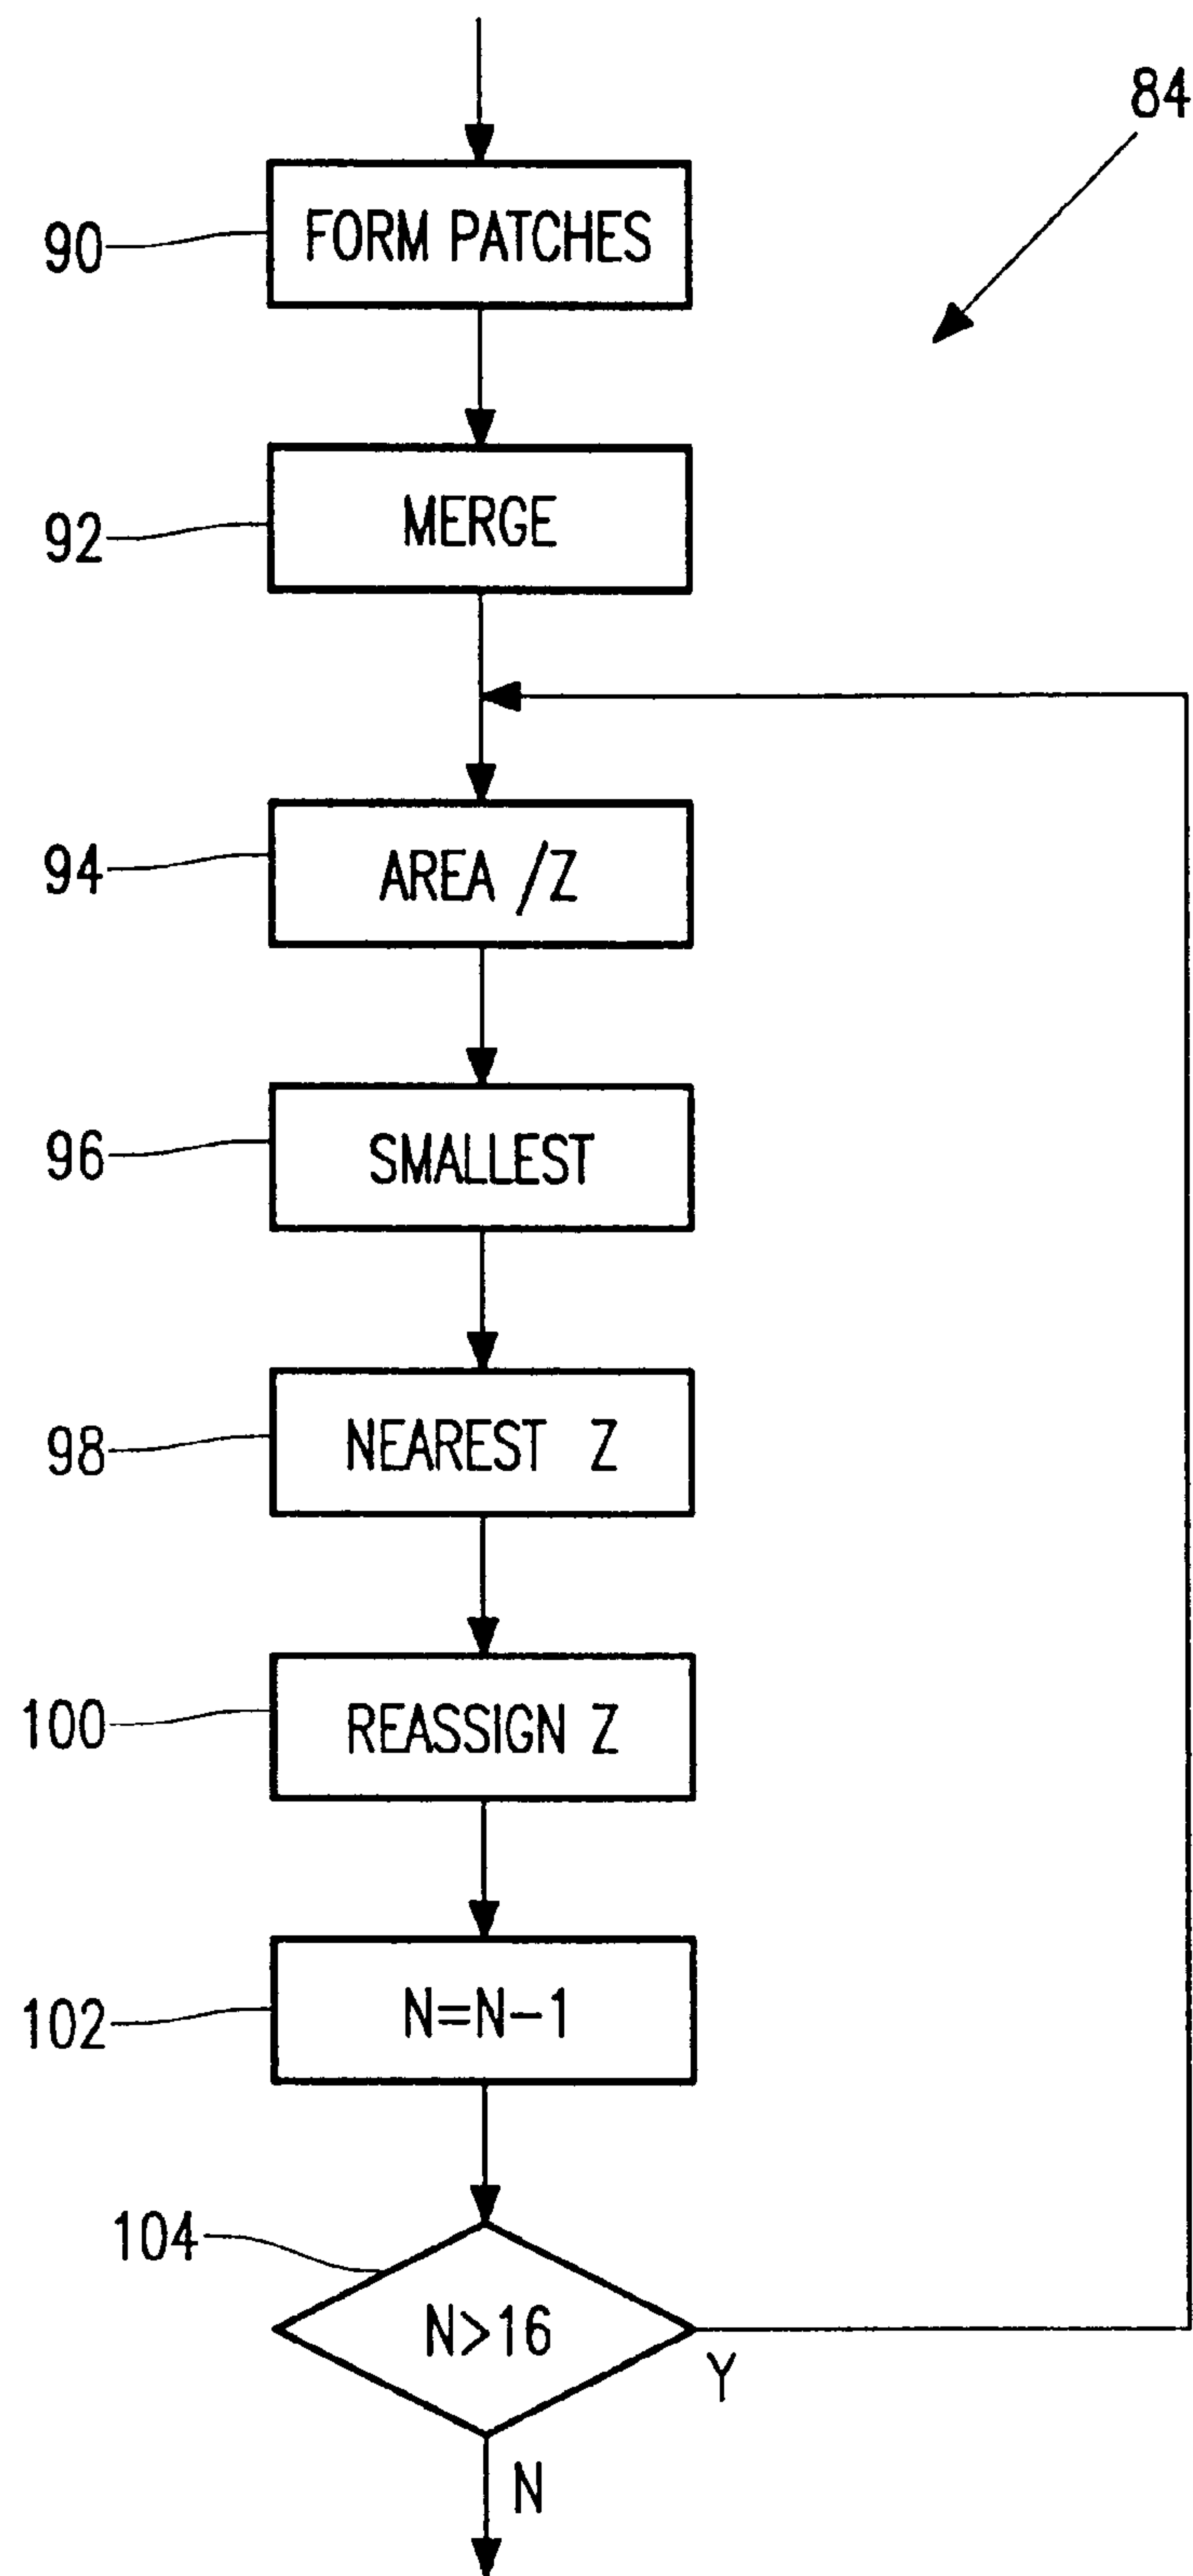 84
90
FORM PATCHES
92
MERGE
94
AREA /Z
96
SMALLEST
98
NEAREST Z
100
REASSIGN Z
102
N=N-1
104
N>16
Y
N